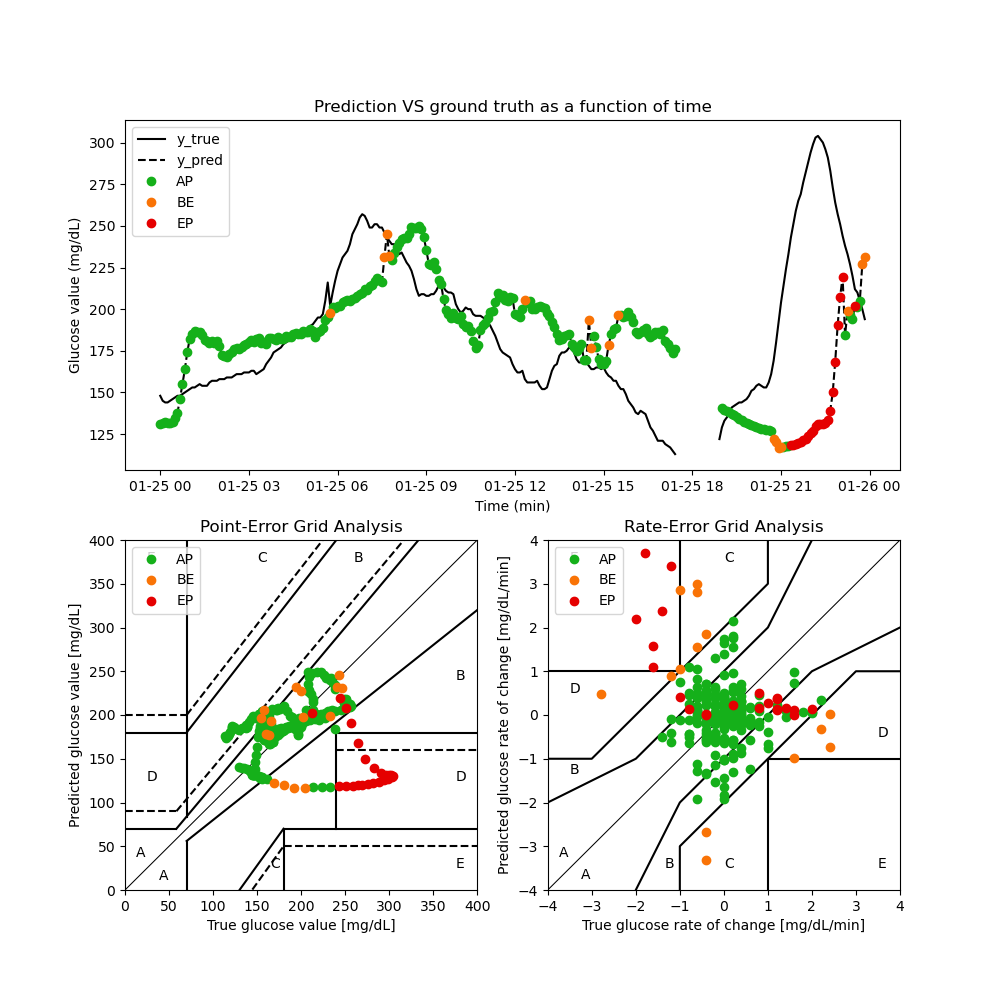 Prediction VS ground truth as a function of time
Glucose value (mg/dL)
300
275
250
225
200
175
150
125
y_true
y_pred
AP
BE
EP
01-25 00 01-25 03 01-25 06 01-25 09 01-25 12 01-25 15 01-25 18 01-25 21 01-26 00
Time (min)
Point-Error Grid Analysis
Predicted glucose value [mg/dL]
400
350
300
250
200
150
100
50
0
AP
BE
EP
C
B
B
D
D
A
A
C
E
0 50 100 150 200 250 300 350 400
True glucose value [mg/dL]
Rate-Error Grid Analysis
Predicted glucose rate of change [mg/dL/min]
4
3
2
1
0
−1
−2
−3
−4
AP
BE
EP
C
D
D
B
A
A
B
C
E
−4 −3 −2 −1 0 1 2 3 4
True glucose rate of change [mg/dL/min]